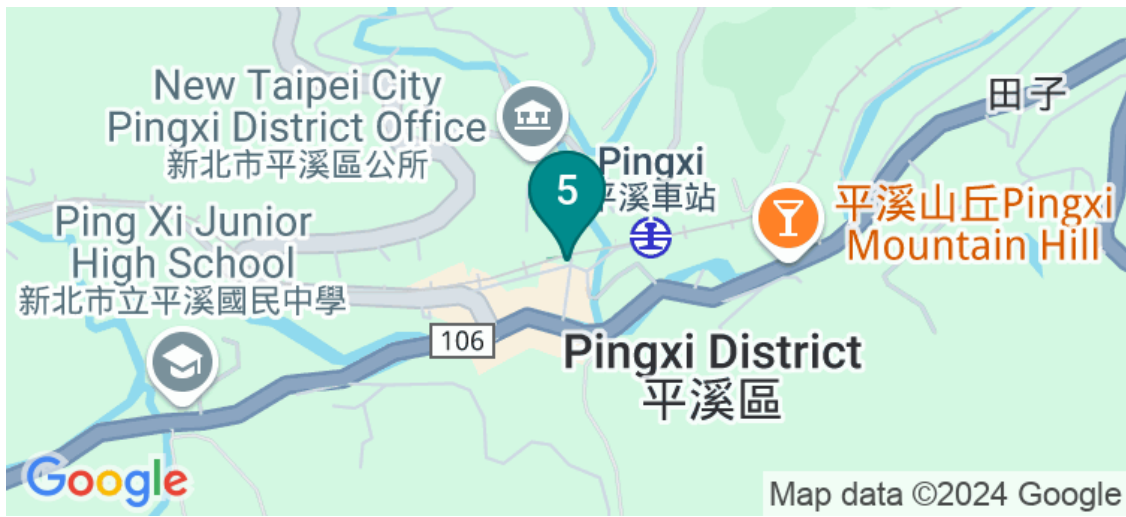 New Taipei City
Pingxi District Office
新北市平溪區公所
田子
5
Pingxi
平溪車站
平溪山丘Pingxi
Mountain Hill
Ping Xi Junior
High School
新北市立平溪國民中學
106
Pingxi District
平溪區
Google
Map data ©2024 Google